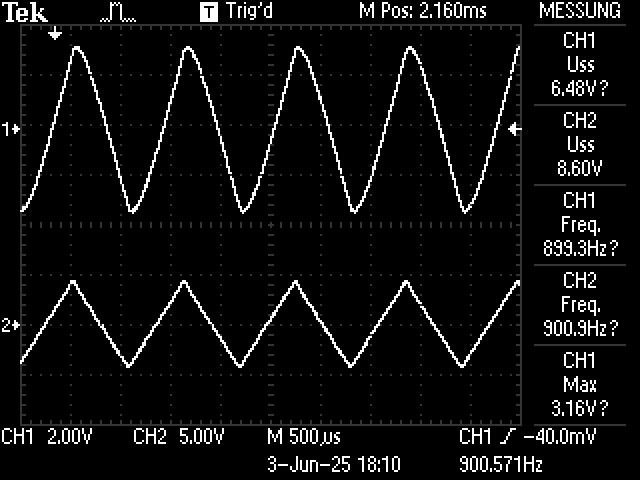 Tek T Trig'd M Pos: 2.160ms MESSUNG
CH1
Uss
6.48V?
CH2
Uss
8.60V
CH1
Freq.
899.3Hz?
CH2
Freq.
900.9Hz?
CH1
Max
3.16V?
1
2
CH1 2.00V CH2 5.00V M 500µs CH1 -40.0mV
3-Jun-25 18:10 900.571Hz